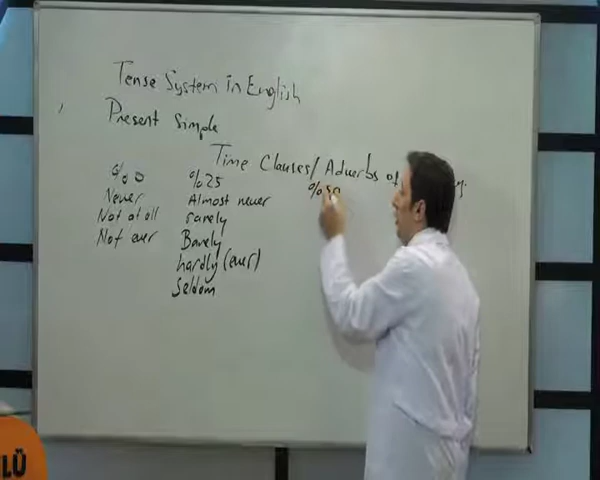 Tense System in English
Present Simple
Time Clauses/ Adverbs of
%0 %25 %50
Never Almost never
Not at all rarely
Not ever Barely
hardly (ever)
Seldom
LÜ